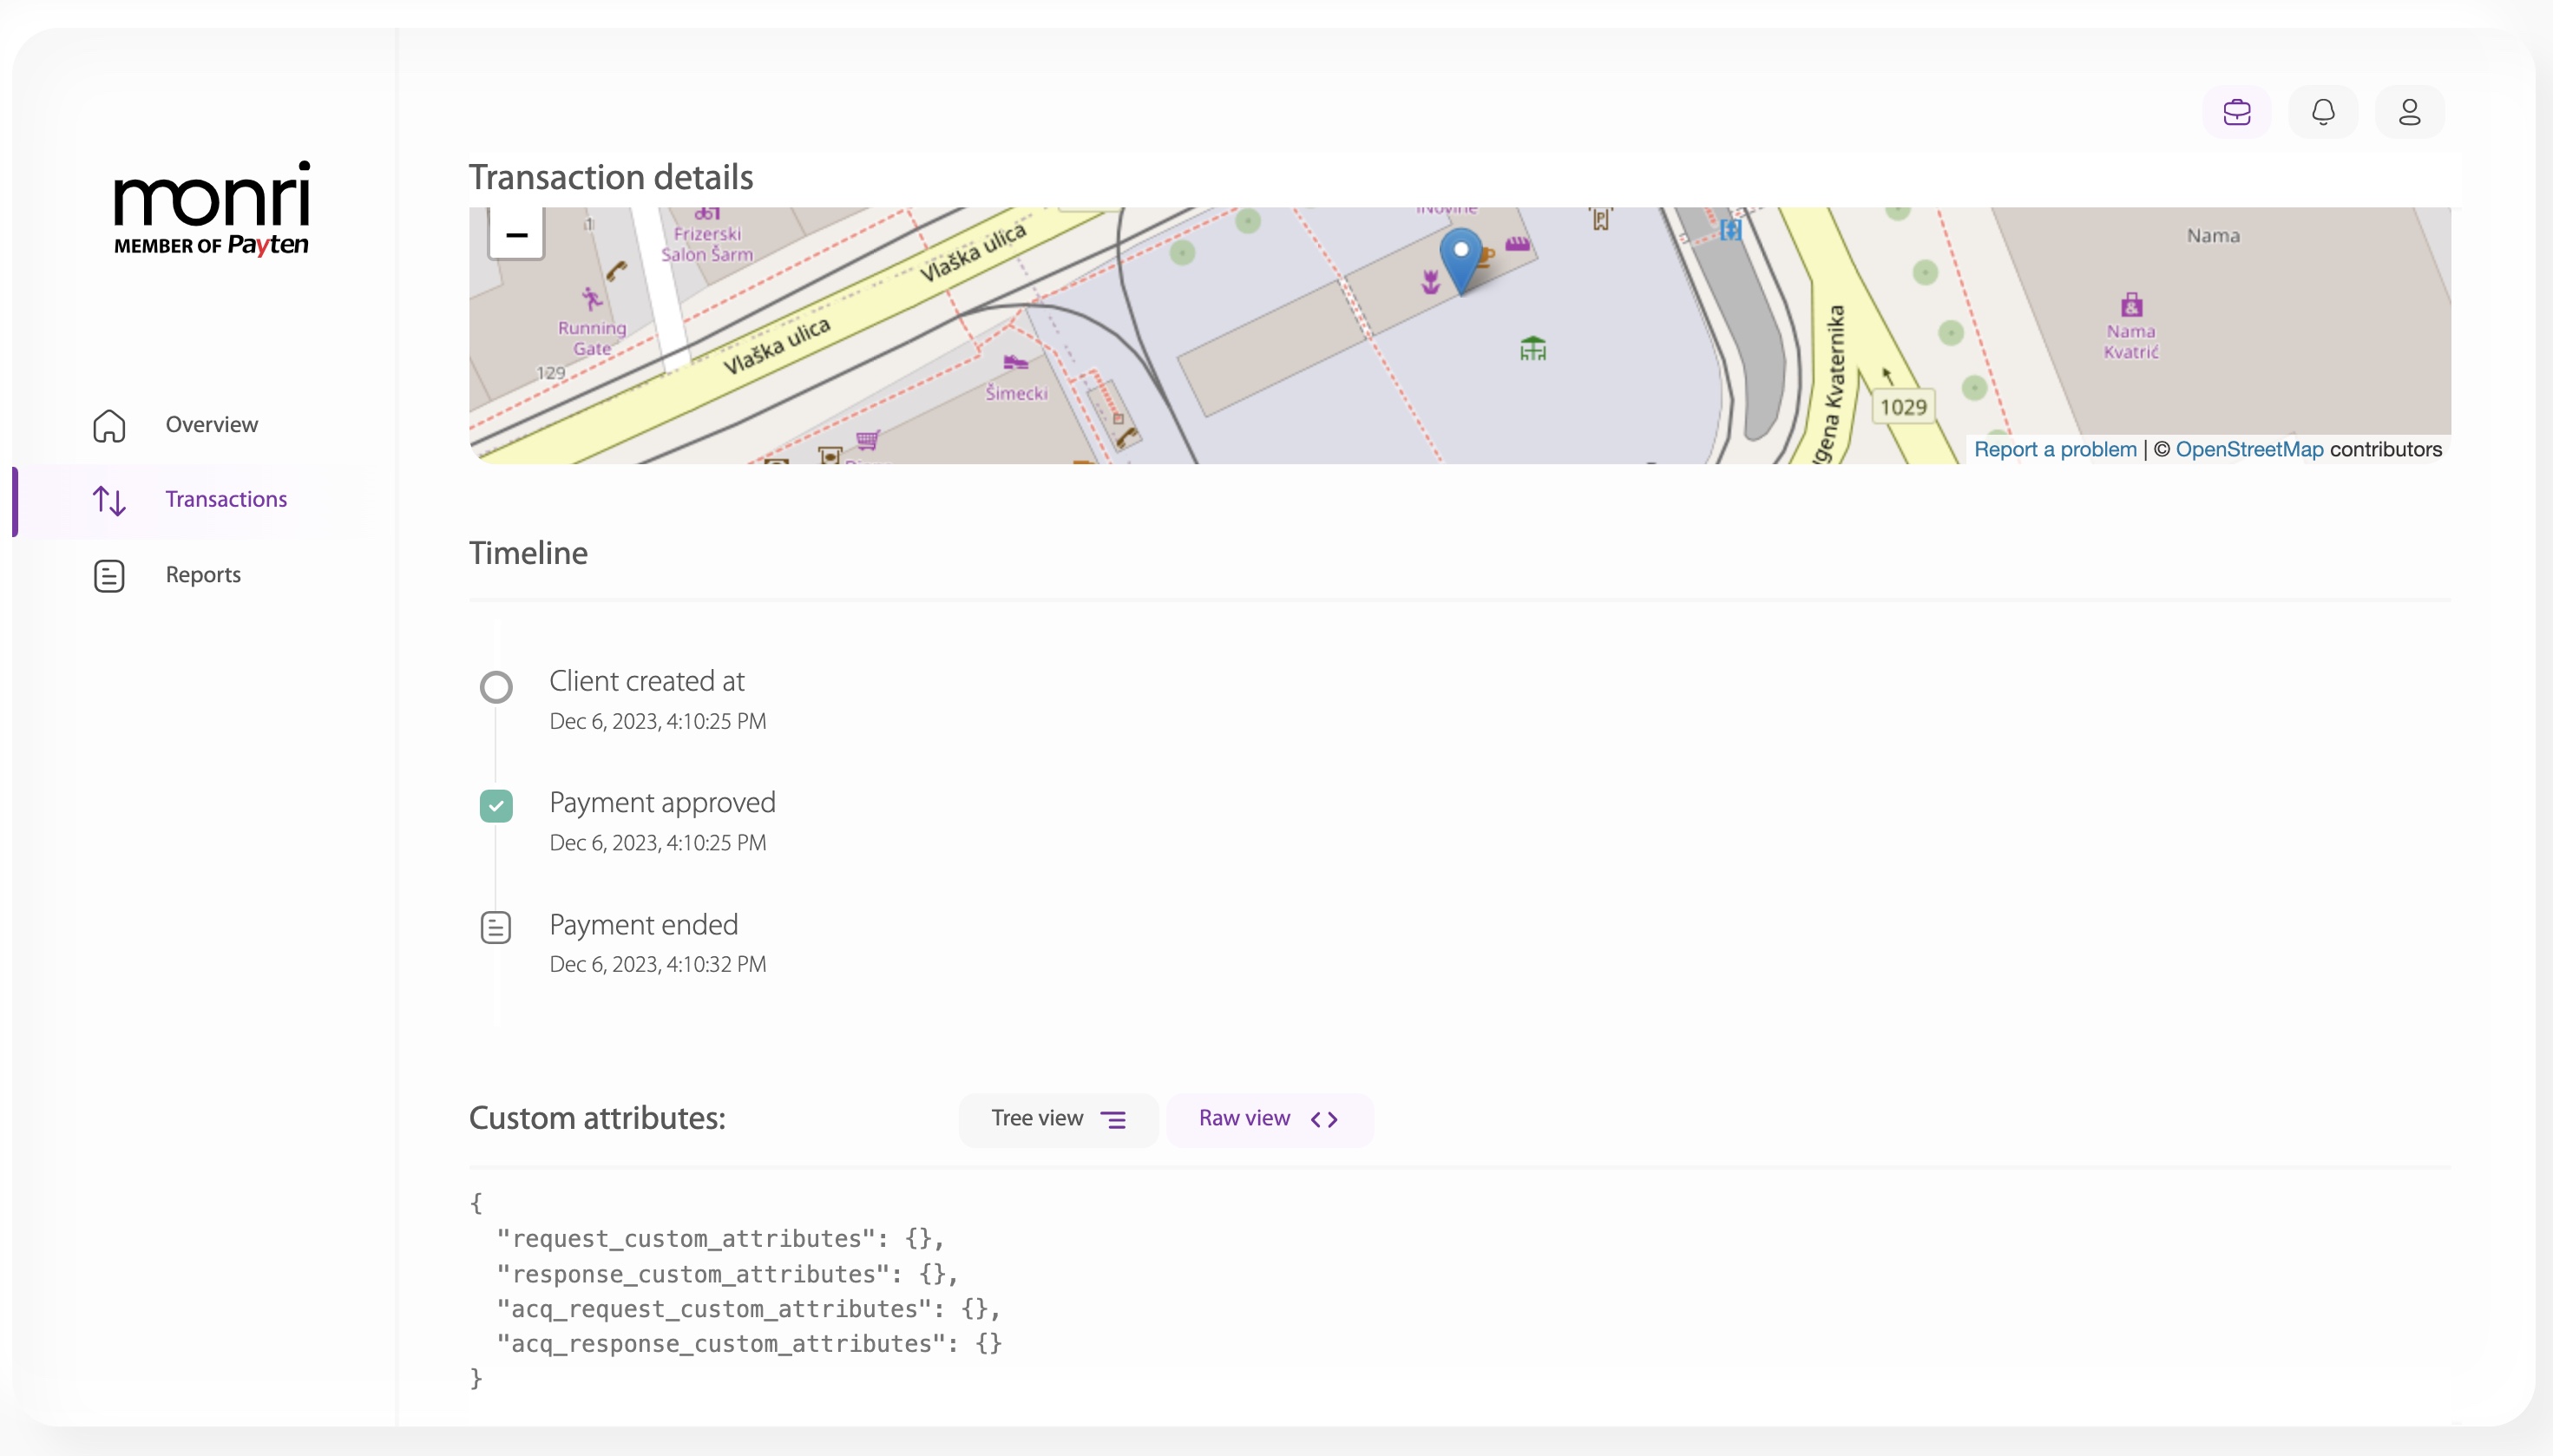 monri
MEMBER OF Payten
Overview
Transactions
Reports
Transaction details
−
Frizerski
Salon Šarm
Running
Gate
129
Vlaška ulica
Vlaška ulica
Šimecki
Nama
Nama
Kvatrić
1029
Kvaternika
Report a problem | © OpenStreetMap contributors
Timeline
Client created at
Dec 6, 2023, 4:10:25 PM
Payment approved
Dec 6, 2023, 4:10:25 PM
Payment ended
Dec 6, 2023, 4:10:32 PM
Custom attributes:
Tree view
Raw view
{
"request_custom_attributes": {},
"response_custom_attributes": {},
"acq_request_custom_attributes": {},
"acq_response_custom_attributes": {}
}